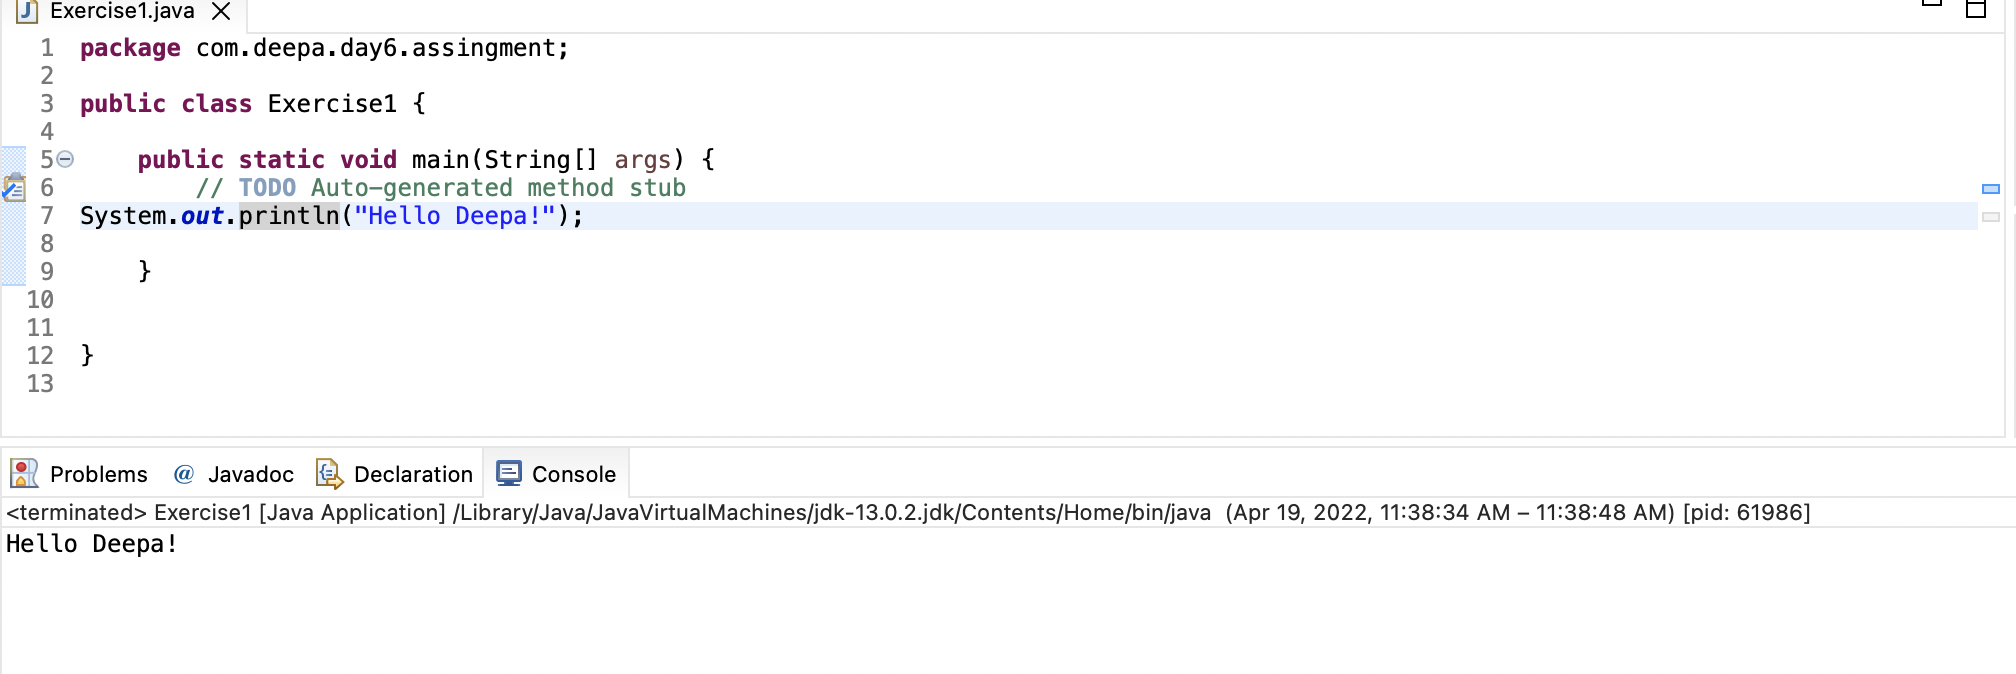 Exercise1.java
1 package com.deepa.day6.assingment;
2
3 public class Exercise1 {
4
5     public static void main(String[] args) {
6         // TODO Auto-generated method stub
7 System.out.println("Hello Deepa!");
8
9     }
10
11
12 }
13
Problems @ Javadoc Declaration Console
<terminated> Exercise1 [Java Application] /Library/Java/JavaVirtualMachines/jdk-13.0.2.jdk/Contents/Home/bin/java (Apr 19, 2022, 11:38:34 AM – 11:38:48 AM) [pid: 61986]
Hello Deepa!